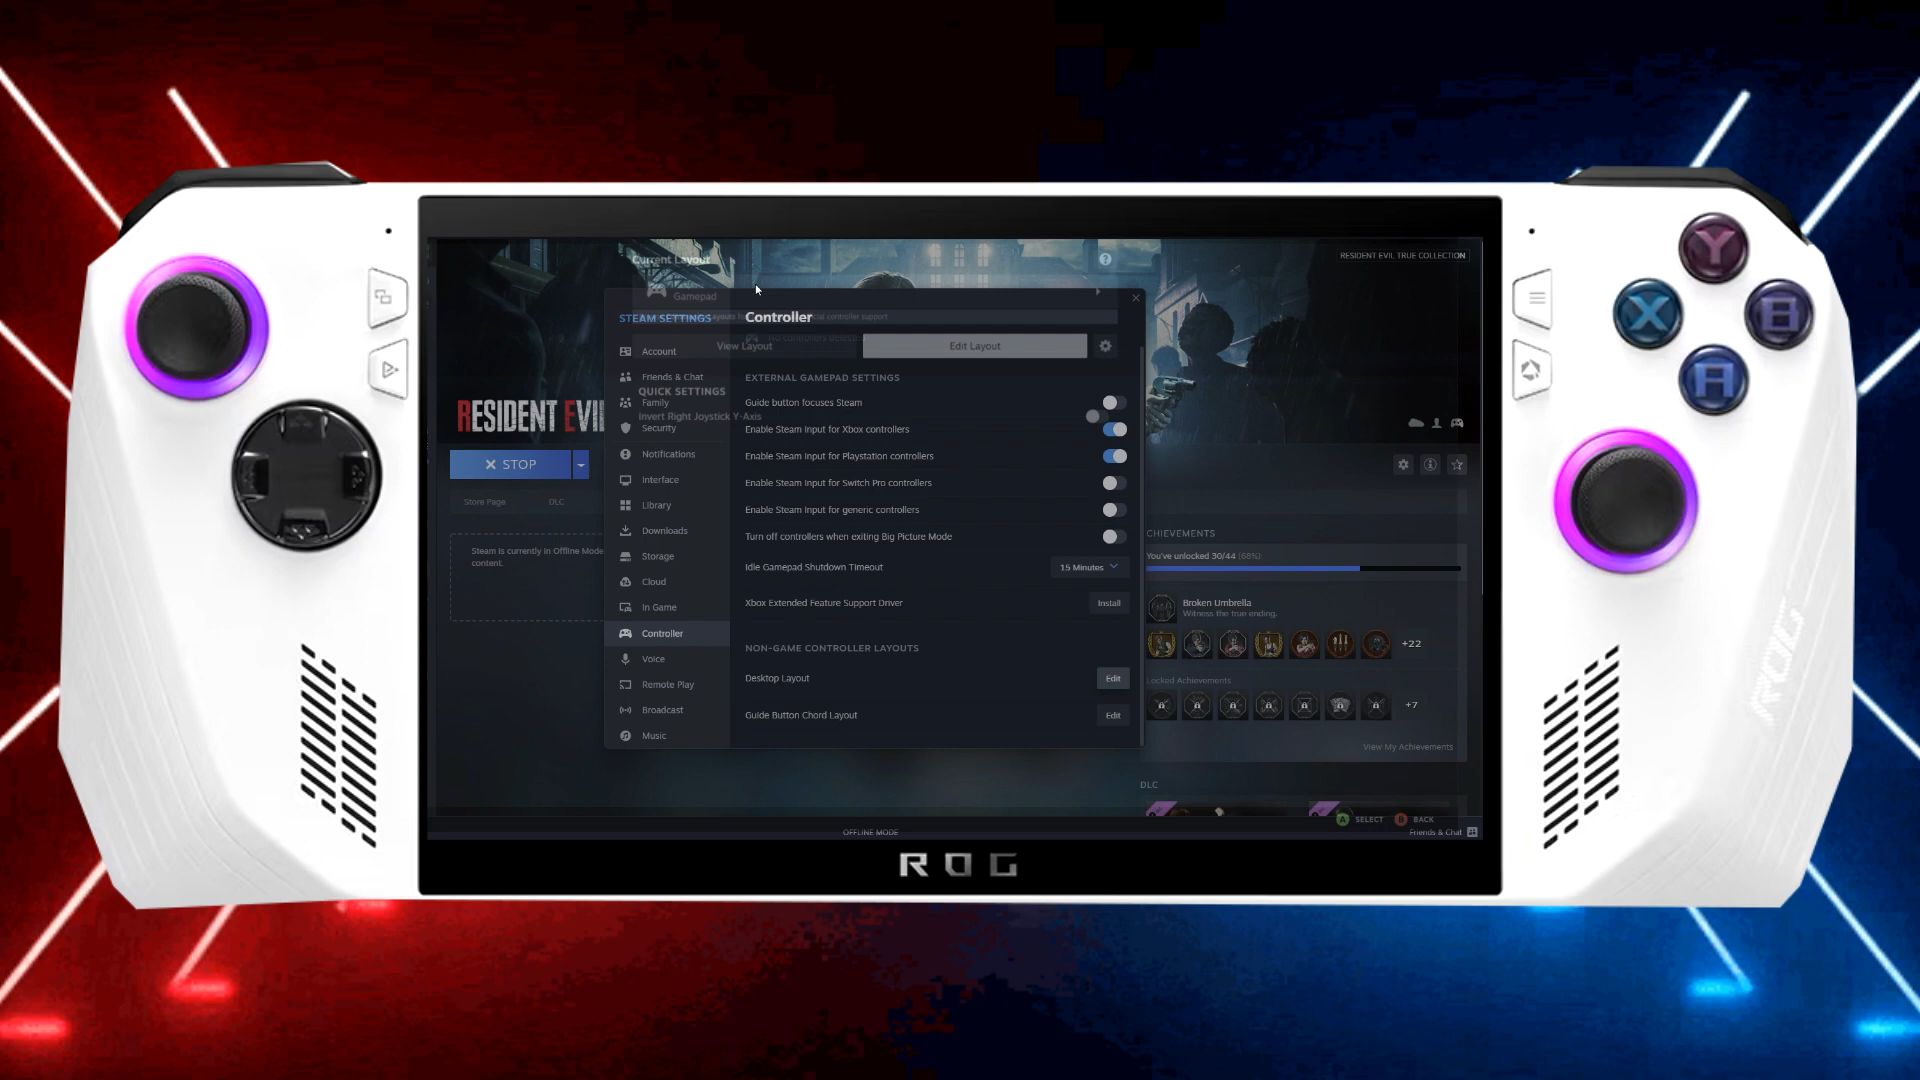 RESIDENT EVIL TRUE COLLECTION
Current Layout
?
Gamepad
STEAM SETTINGS
Controller
View Layout
Edit Layout
Account
Friends & Chat
Family
Security
Notifications
Interface
Library
Downloads
Storage
Cloud
In Game
Controller
Voice
Remote Play
Broadcast
Music
QUICK SETTINGS
Invert Right Joystick Y-Axis
EXTERNAL GAMEPAD SETTINGS
Guide button focuses Steam
Enable Steam Input for Xbox controllers
Enable Steam Input for Playstation controllers
Enable Steam Input for Switch Pro controllers
Enable Steam Input for generic controllers
Turn off controllers when exiting Big Picture Mode
Idle Gamepad Shutdown Timeout
15 Minutes
Xbox Extended Feature Support Driver
Install
NON-GAME CONTROLLER LAYOUTS
Desktop Layout
Edit
Guide Button Chord Layout
Edit
RESIDENT EVI
STOP
Store Page
DLC
Steam is currently in Offline Mode
content.
CHIEVEMENTS
You've unlocked 30/44 (68%)
Broken Umbrella
Witness the true ending.
+22
Locked Achievements
+7
View My Achievements
DLC
A SELECT
B BACK
OFFLINE MODE
Friends & Chat
ROG
Y
X
B
A
ROG